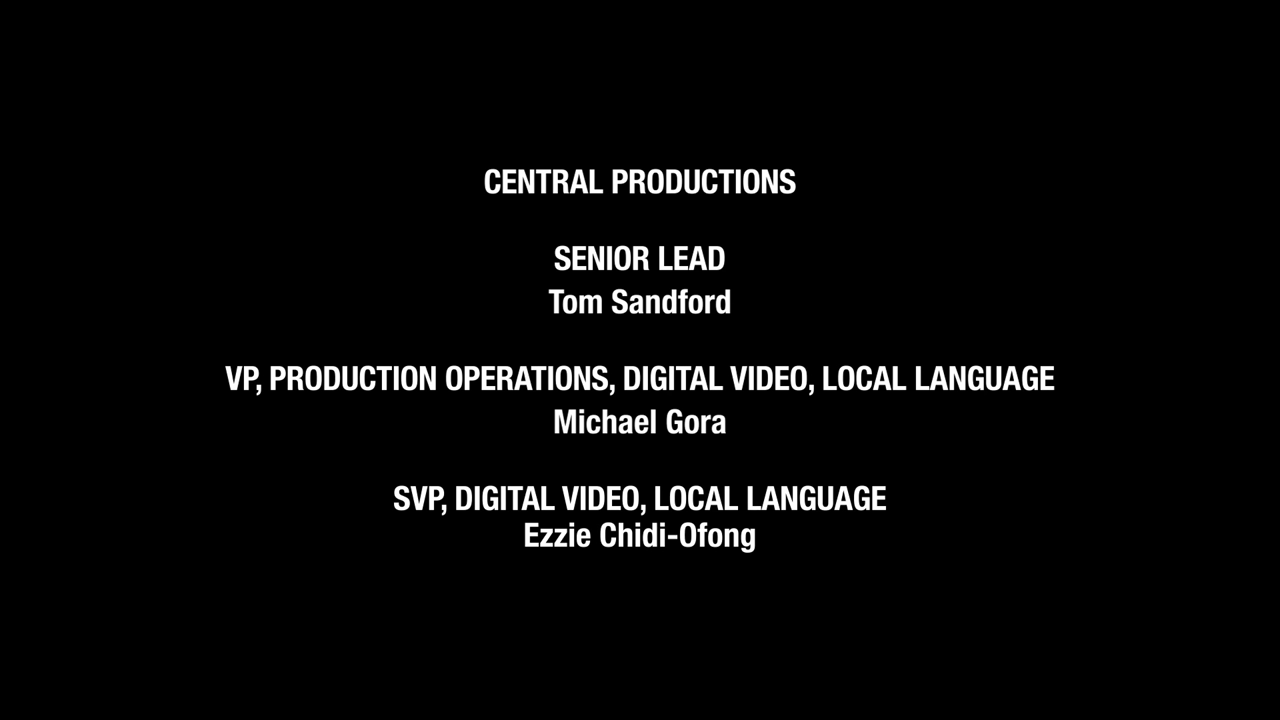 CENTRAL PRODUCTIONS
SENIOR LEAD
Tom Sandford
VP, PRODUCTION OPERATIONS, DIGITAL VIDEO, LOCAL LANGUAGE
Michael Gora
SVP, DIGITAL VIDEO, LOCAL LANGUAGE
Ezzie Chidi-Ofong